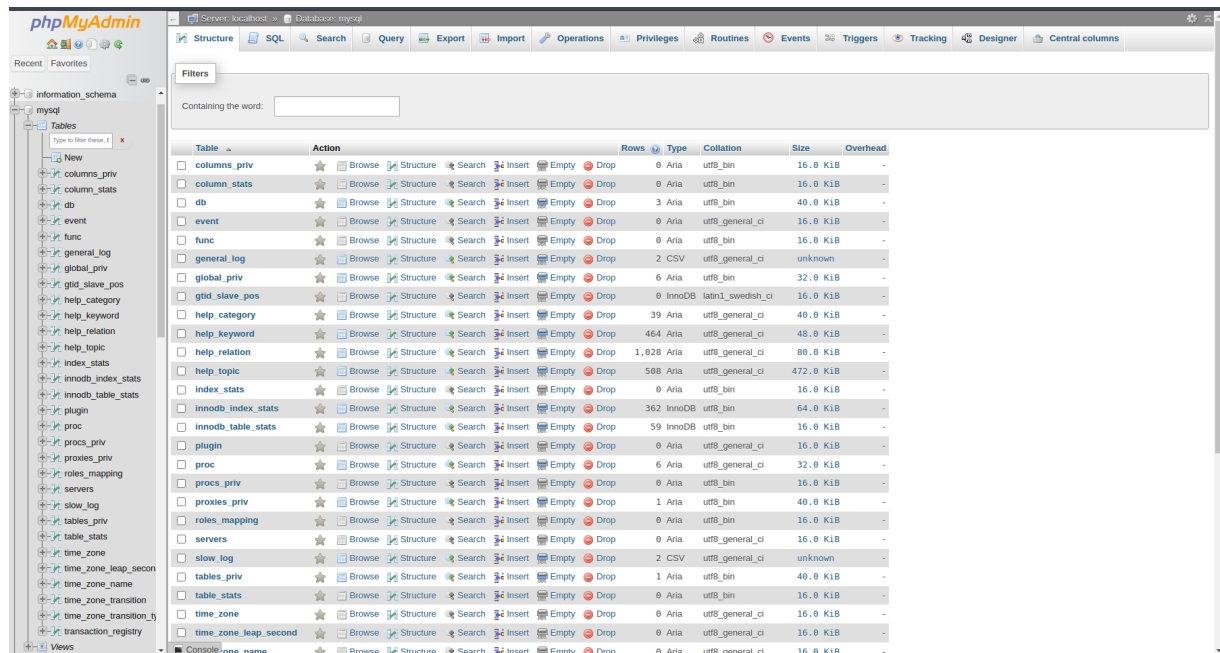 phpMyAdmin
Recent Favorites
information_schema
mysql
Tables
Type to filter these, E X
New
columns_priv
column_stats
db
event
func
general_log
global_priv
gtid_slave_pos
help_category
help_keyword
help_relation
help_topic
index_stats
innodb_index_stats
innodb_table_stats
plugin
proc
procs_priv
proxies_priv
roles_mapping
servers
slow_log
tables_priv
table_stats
time_zone
time_zone_leap_secon
time_zone_name
time_zone_transition
time_zone_transition_ty
transaction_registry
Views
Server: localhost » Database: mysql
Structure SQL Search Query Export Import Operations Privileges Routines Events Triggers Tracking Designer Central columns
Filters
Containing the word:
Table Action Rows Type Collation Size Overhead
columns_priv Browse Structure Search Insert Empty Drop 0 Aria utf8_bin 16.0 KiB -
column_stats Browse Structure Search Insert Empty Drop 0 Aria utf8_bin 16.0 KiB -
db Browse Structure Search Insert Empty Drop 3 Aria utf8_bin 40.0 KiB -
event Browse Structure Search Insert Empty Drop 0 Aria utf8_general_ci 16.0 KiB -
func Browse Structure Search Insert Empty Drop 0 Aria utf8_bin 16.0 KiB -
general_log Browse Structure Search Insert Empty Drop 2 CSV utf8_general_ci unknown -
global_priv Browse Structure Search Insert Empty Drop 6 Aria utf8_bin 32.0 KiB -
gtid_slave_pos Browse Structure Search Insert Empty Drop 0 InnoDB latin1_swedish_ci 16.0 KiB -
help_category Browse Structure Search Insert Empty Drop 39 Aria utf8_general_ci 40.0 KiB -
help_keyword Browse Structure Search Insert Empty Drop 464 Aria utf8_general_ci 48.0 KiB -
help_relation Browse Structure Search Insert Empty Drop 1,028 Aria utf8_general_ci 80.0 KiB -
help_topic Browse Structure Search Insert Empty Drop 508 Aria utf8_general_ci 472.0 KiB -
index_stats Browse Structure Search Insert Empty Drop 0 Aria utf8_bin 16.0 KiB -
innodb_index_stats Browse Structure Search Insert Empty Drop 362 InnoDB utf8_bin 64.0 KiB -
innodb_table_stats Browse Structure Search Insert Empty Drop 59 InnoDB utf8_bin 16.0 KiB -
plugin Browse Structure Search Insert Empty Drop 0 Aria utf8_general_ci 16.0 KiB -
proc Browse Structure Search Insert Empty Drop 6 Aria utf8_general_ci 32.0 KiB -
procs_priv Browse Structure Search Insert Empty Drop 0 Aria utf8_bin 16.0 KiB -
proxies_priv Browse Structure Search Insert Empty Drop 1 Aria utf8_bin 40.0 KiB -
roles_mapping Browse Structure Search Insert Empty Drop 0 Aria utf8_bin 16.0 KiB -
servers Browse Structure Search Insert Empty Drop 0 Aria utf8_general_ci 16.0 KiB -
slow_log Browse Structure Search Insert Empty Drop 2 CSV utf8_general_ci unknown -
tables_priv Browse Structure Search Insert Empty Drop 1 Aria utf8_bin 40.0 KiB -
table_stats Browse Structure Search Insert Empty Drop 0 Aria utf8_bin 16.0 KiB -
time_zone Browse Structure Search Insert Empty Drop 0 Aria utf8_general_ci 16.0 KiB -
time_zone_leap_second Browse Structure Search Insert Empty Drop 0 Aria utf8_general_ci 16.0 KiB -
Console one_name Browse Structure Search Insert Empty Drop 0 Aria utf8_general_ci 16.0 KiB -